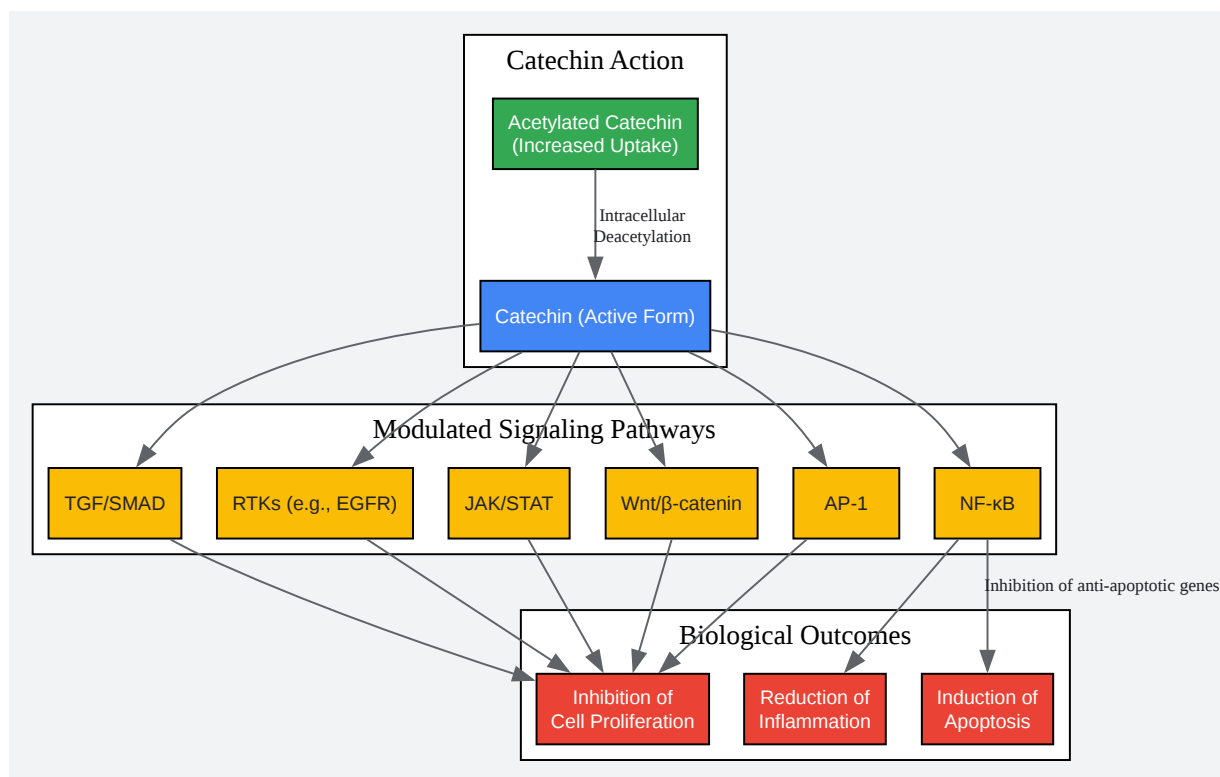 Catechin Action
Acetylated Catechin
(Increased Uptake)
Intracellular
Deacetylation
Catechin (Active Form)
Modulated Signaling Pathways
TGF/SMAD
RTKs (e.g., EGFR)
JAK/STAT
Wnt/β-catenin
AP-1
NF-κB
Inhibition of anti-apoptotic genes
Biological Outcomes
Inhibition of
Cell Proliferation
Reduction of
Inflammation
Induction of
Apoptosis